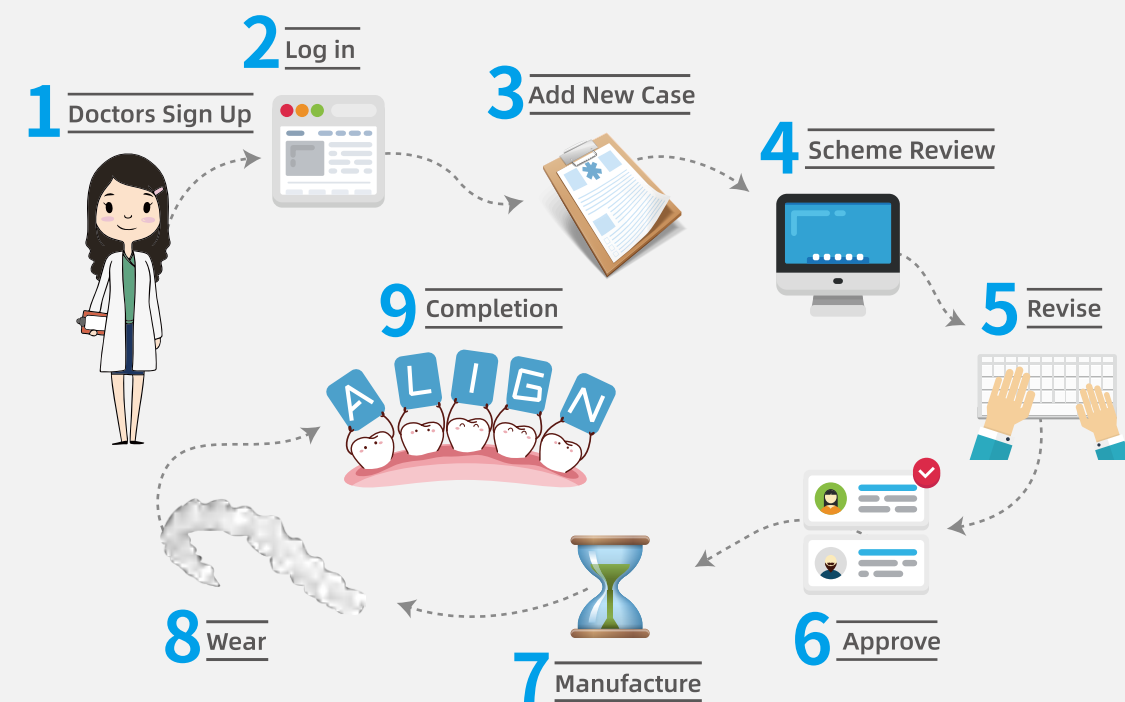 1 Doctors Sign Up
2 Log in
3 Add New Case
4 Scheme Review
5 Revise
6 Approve
7 Manufacture
8 Wear
9 Completion
A L I G N